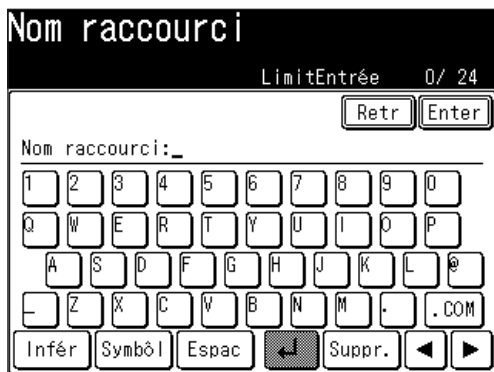 Nom raccourci
LimitEntrée 0/ 24
Retr Enter
Nom raccourci:_
1 2 3 4 5 6 7 8 9 0
Q W E R T Y U I O P
A S D F G H J K L @
_ Z X C V B N M . .COM
Infér Symbôl Espac ↵ Suppr. ◀ ▶